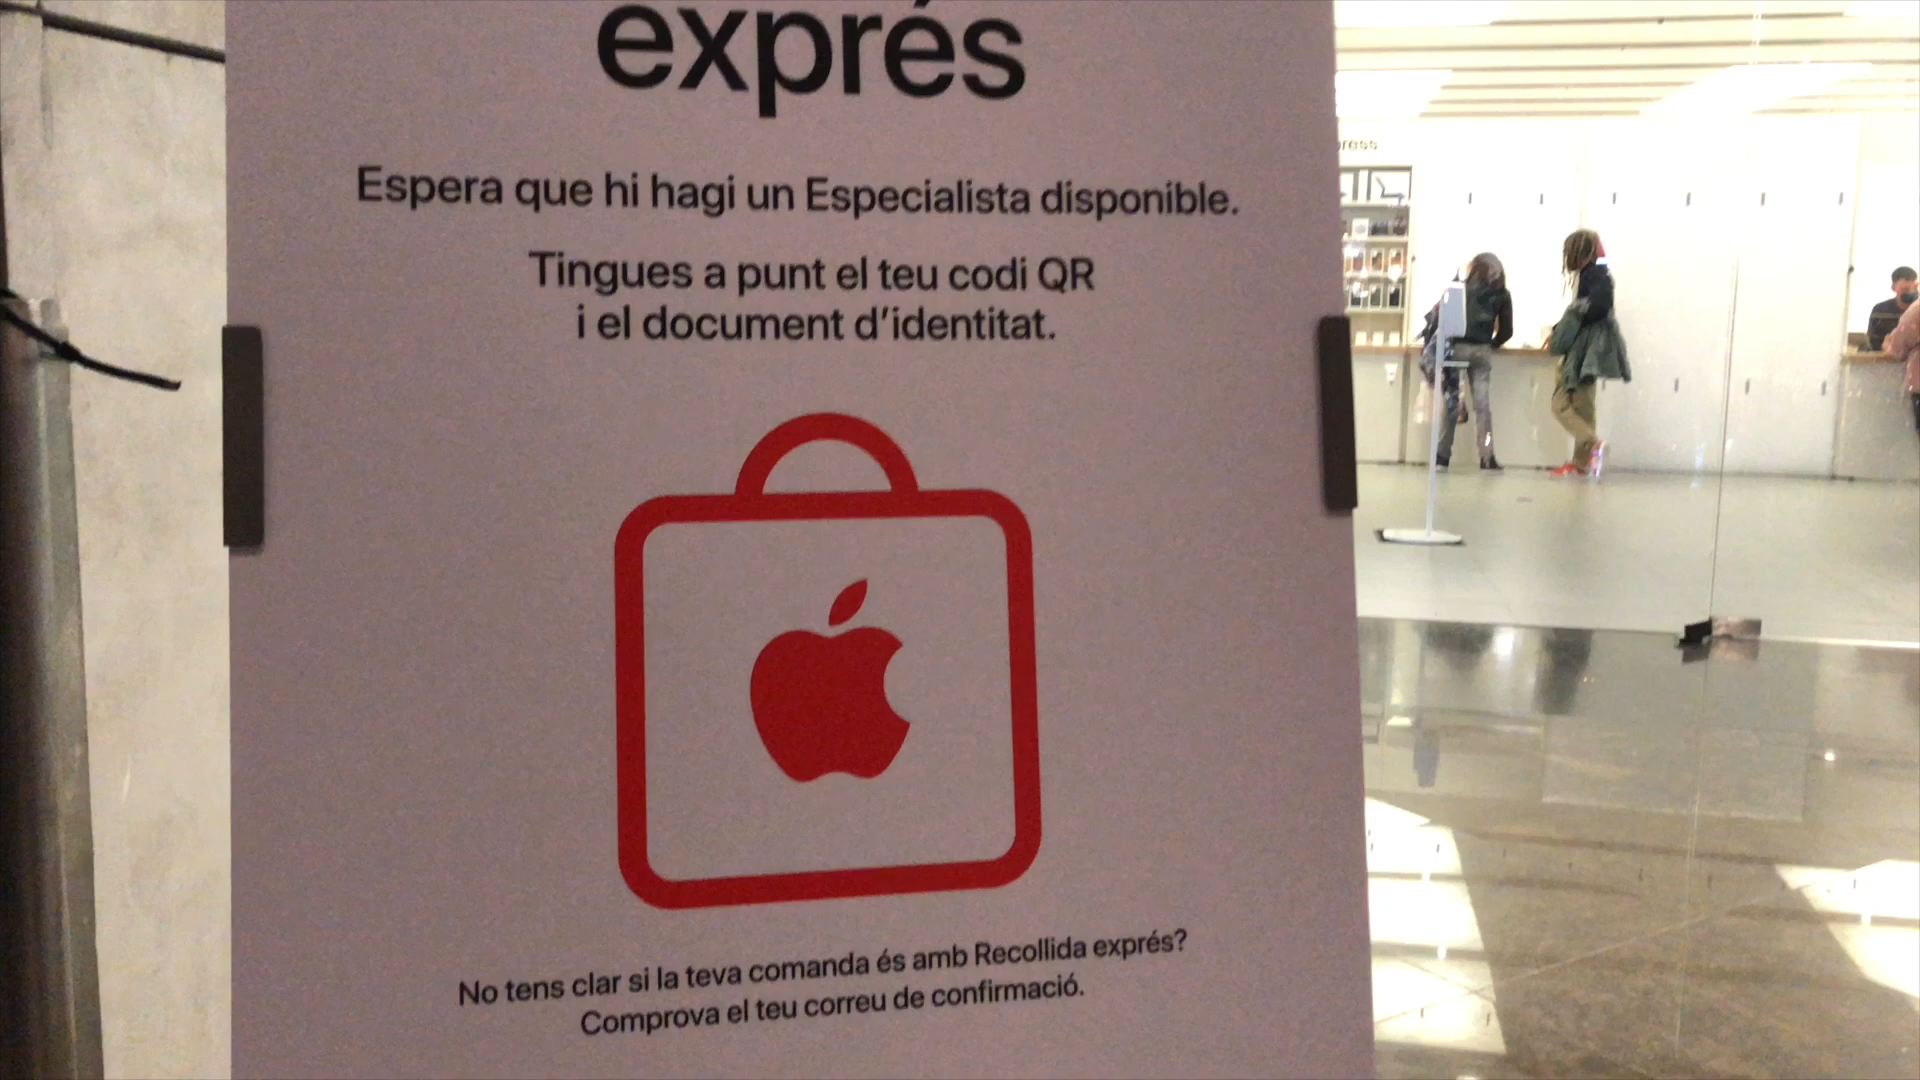 exprés
Espera que hi hagi un Especialista disponible.
Tingues a punt el teu codi QR
i el document d'identitat.
No tens clar si la teva comanda és amb Recollida exprés?
Comprova el teu correu de confirmació.